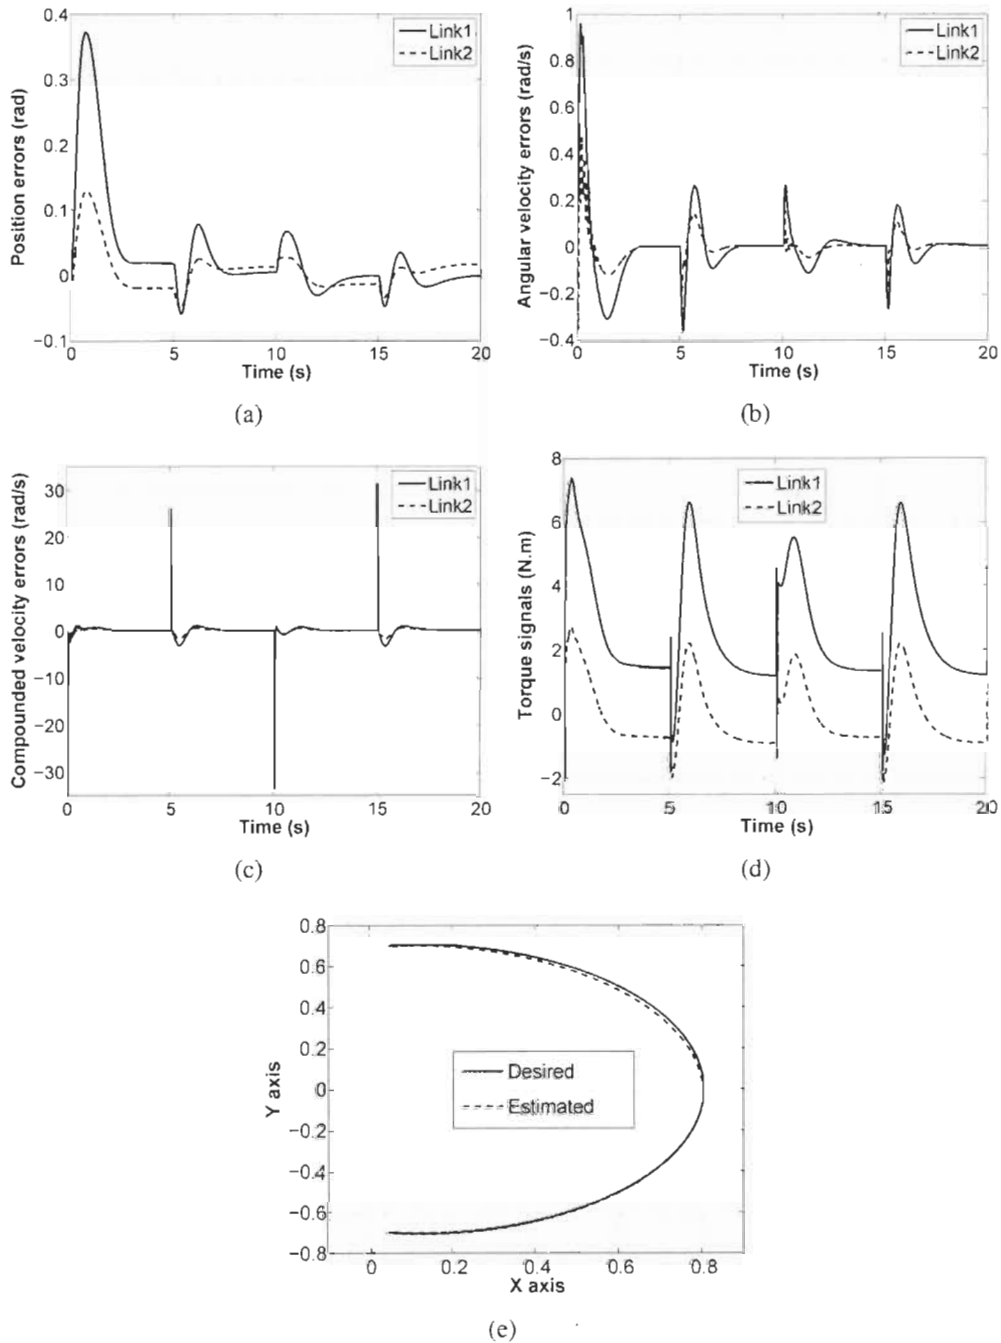 0.4
0.3
0.2
0.1
0
−0.1
Position errors (rad)
Link1
Link2
0 5 10 15 20
Time (s)
(a)
1
0.8
0.6
0.4
0.2
0
−0.2
−0.4
Angular velocity errors (rad/s)
Link1
Link2
0 5 10 15 20
Time (s)
(b)
30
20
10
0
−10
−20
−30
Compounded velocity errors (rad/s)
Link1
Link2
0 5 10 15 20
Time (s)
(c)
8
6
4
2
0
−2
Torque signals (N.m)
Link1
Link2
0 5 10 15 20
Time (s)
(d)
0.8
0.6
0.4
0.2
0
−0.2
−0.4
−0.6
−0.8
Y axis
Desired
Estimated
0 0.2 0.4 0.6 0.8
X axis
(e)